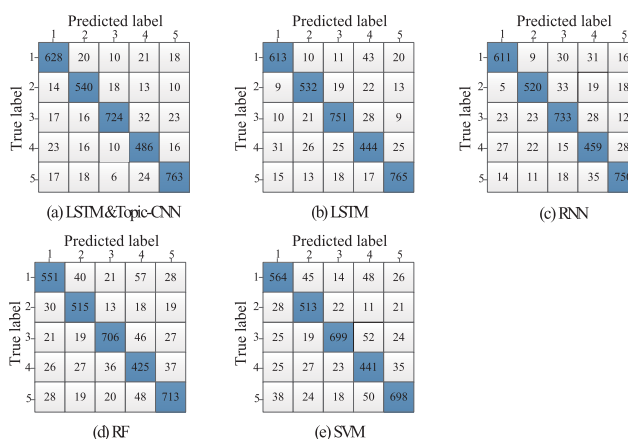 Predicted label
1 2 3 4 5
True label
1 628 20 10 21 18
2 14 540 18 13 10
3 17 16 724 32 23
4 23 16 10 486 16
5 17 18 6 24 763
(a) LSTM&Topic-CNN
Predicted label
1 2 3 4 5
True label
1 613 10 11 43 20
2 9 532 19 22 13
3 10 21 751 28 9
4 31 26 25 444 25
5 15 13 18 17 765
(b) LSTM
Predicted label
1 2 3 4 5
True label
1 611 9 30 31 16
2 5 520 33 19 18
3 23 23 733 28 12
4 27 22 15 459 28
5 14 11 18 35 750
(c) RNN
Predicted label
1 2 3 4 5
True label
1 551 40 21 57 28
2 30 515 13 18 19
3 21 19 706 46 27
4 26 27 36 425 37
5 28 19 20 48 713
(d) RF
Predicted label
1 2 3 4 5
True label
1 564 45 14 48 26
2 28 513 22 11 21
3 25 19 699 52 24
4 25 27 23 441 35
5 38 24 18 50 698
(e) SVM